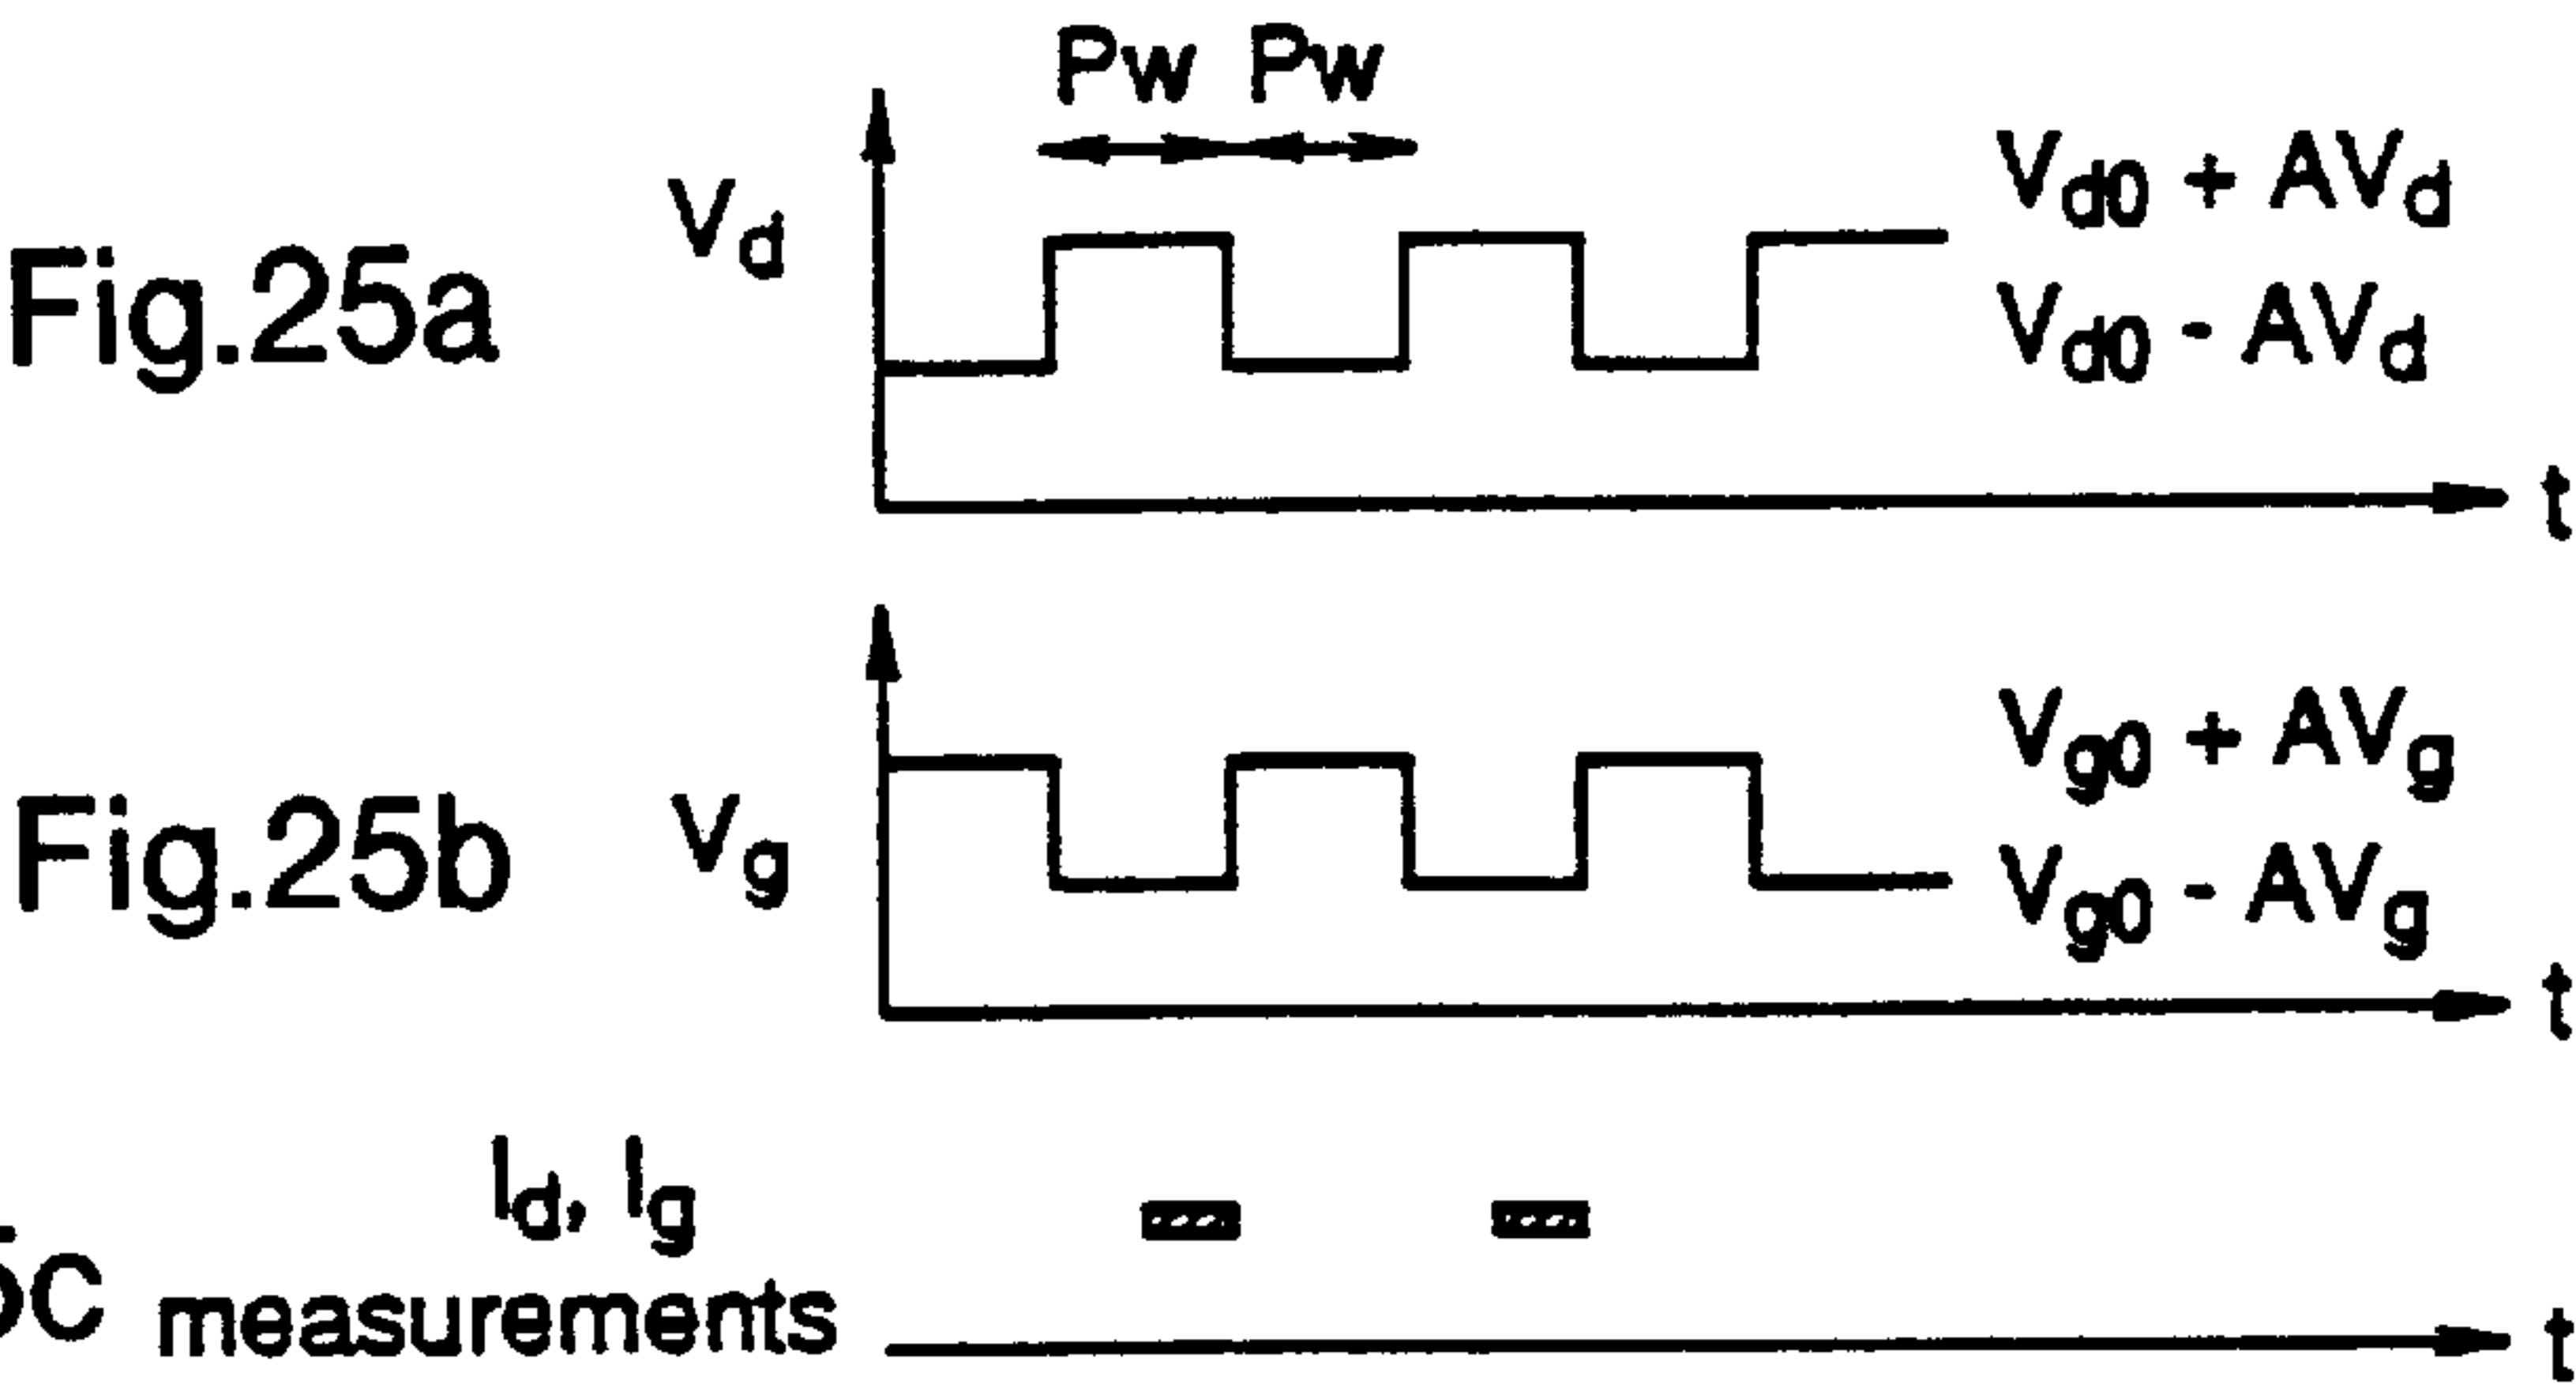 Pw Pw
Fig.25a
Vd
Vd0 + AVd
Vd0 - AVd
t
Fig.25b
Vg
Vg0 + AVg
Vg0 - AVg
t
Id, Ig
5c measurements
t